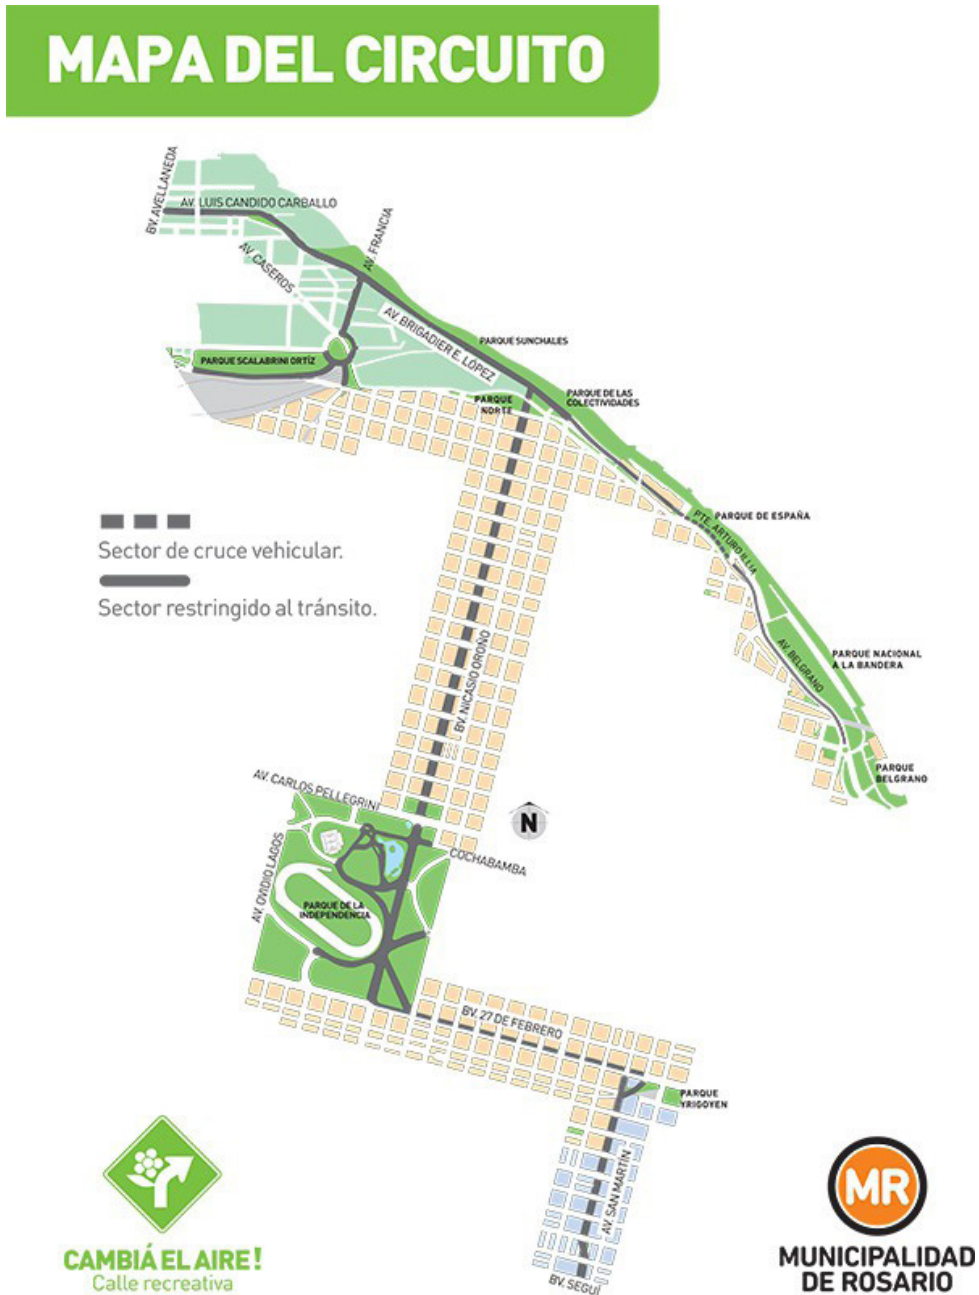 MAPA DEL CIRCUITO
BV. AVELLANEDA
AV. LUIS CANDIDO CARBALLO
AV. FRANCIA
AV. CASEROS
AV. BRIGADIER E. LÓPEZ
PARQUE SUNCHALES
PARQUE SCALABRINI ORTÍZ
PARQUE
NORTE
PARQUE DE LAS
COLECTIVIDADES
PTE. ARTURO ILLIA
PARQUE DE ESPAÑA
Sector de cruce vehicular.
Sector restringido al tránsito.
BV. NICASIO OROÑO
AV. BELGRANO
PARQUE NACIONAL
A LA BANDERA
PARQUE
BELGRANO
AV. CARLOS PELLEGRINI
N
COCHABAMBA
AV. OVIDIO LAGOS
PARQUE DE LA
INDEPENDENCIA
BV. 27 DE FEBRERO
PARQUE
YRIGOYEN
AV. SAN MARTÍN
BV. SEGUÍ
CAMBIÁ EL AIRE!
Calle recreativa
MR
MUNICIPALIDAD
DE ROSARIO